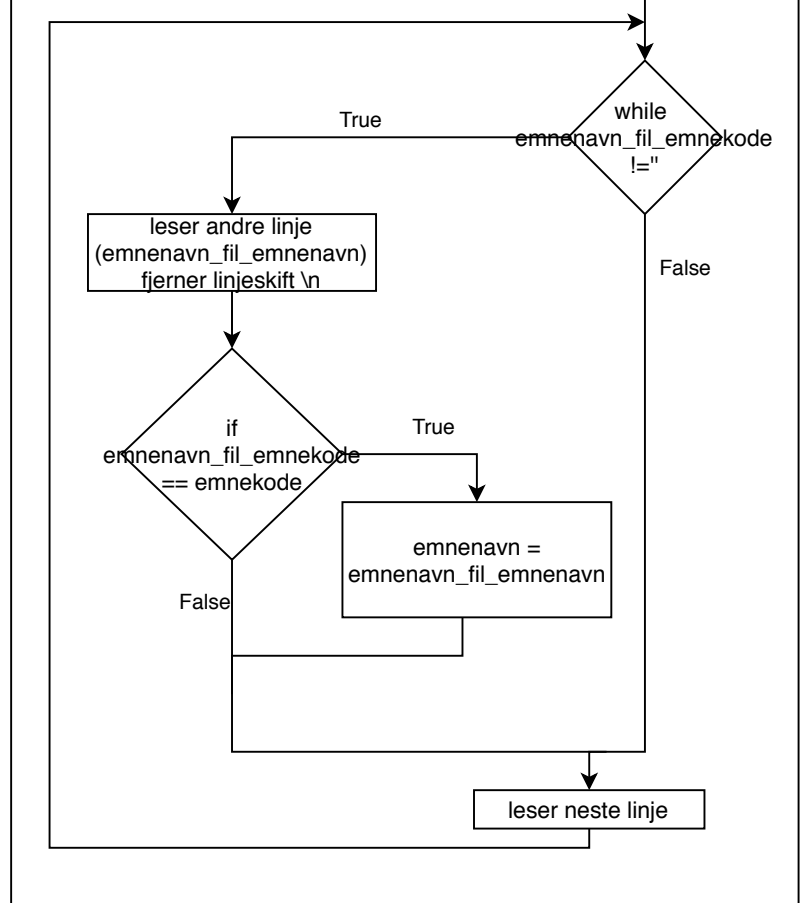 while
emnenavn_fil_emnekode
!=''
True
leser andre linje
(emnenavn_fil_emnenavn)
fjerner linjeskift \n
False
if
emnenavn_fil_emnekode
== emnekode
True
emnenavn =
emnenavn_fil_emnenavn
False
leser neste linje